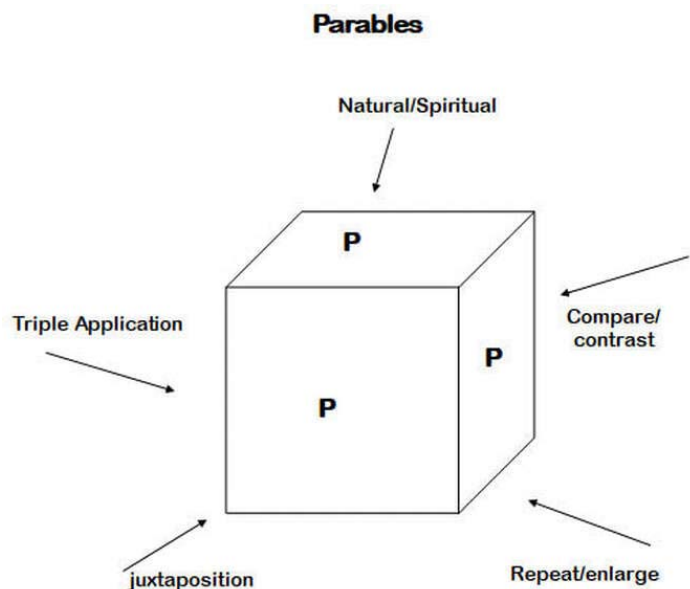 Parables
Natural/Spiritual
P
Triple Application
Compare/
contrast
P
P
juxtaposition
Repeat/enlarge